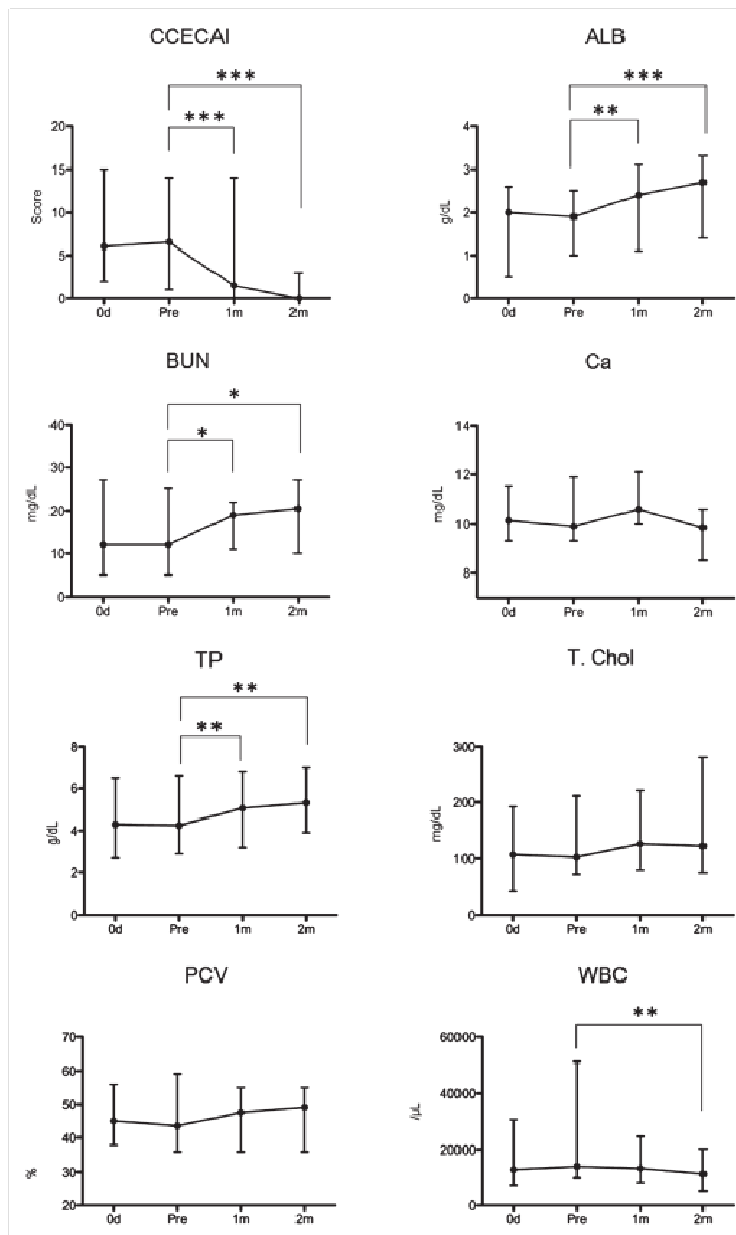 CCECAI
***
***
20
15
10
5
0
Score
0d Pre 1m 2m
ALB
***
**
4
3
2
1
0
g/dL
0d Pre 1m 2m
BUN
*
*
40
30
20
10
0
mg/dL
0d Pre 1m 2m
Ca
14
12
10
8
mg/dL
0d Pre 1m 2m
TP
**
**
8
6
4
2
0
g/dL
0d Pre 1m 2m
T. Chol
300
200
100
0
mg/dL
0d Pre 1m 2m
PCV
70
60
50
40
30
20
%
0d Pre 1m 2m
WBC
**
60000
40000
20000
0
/μL
0d Pre 1m 2m